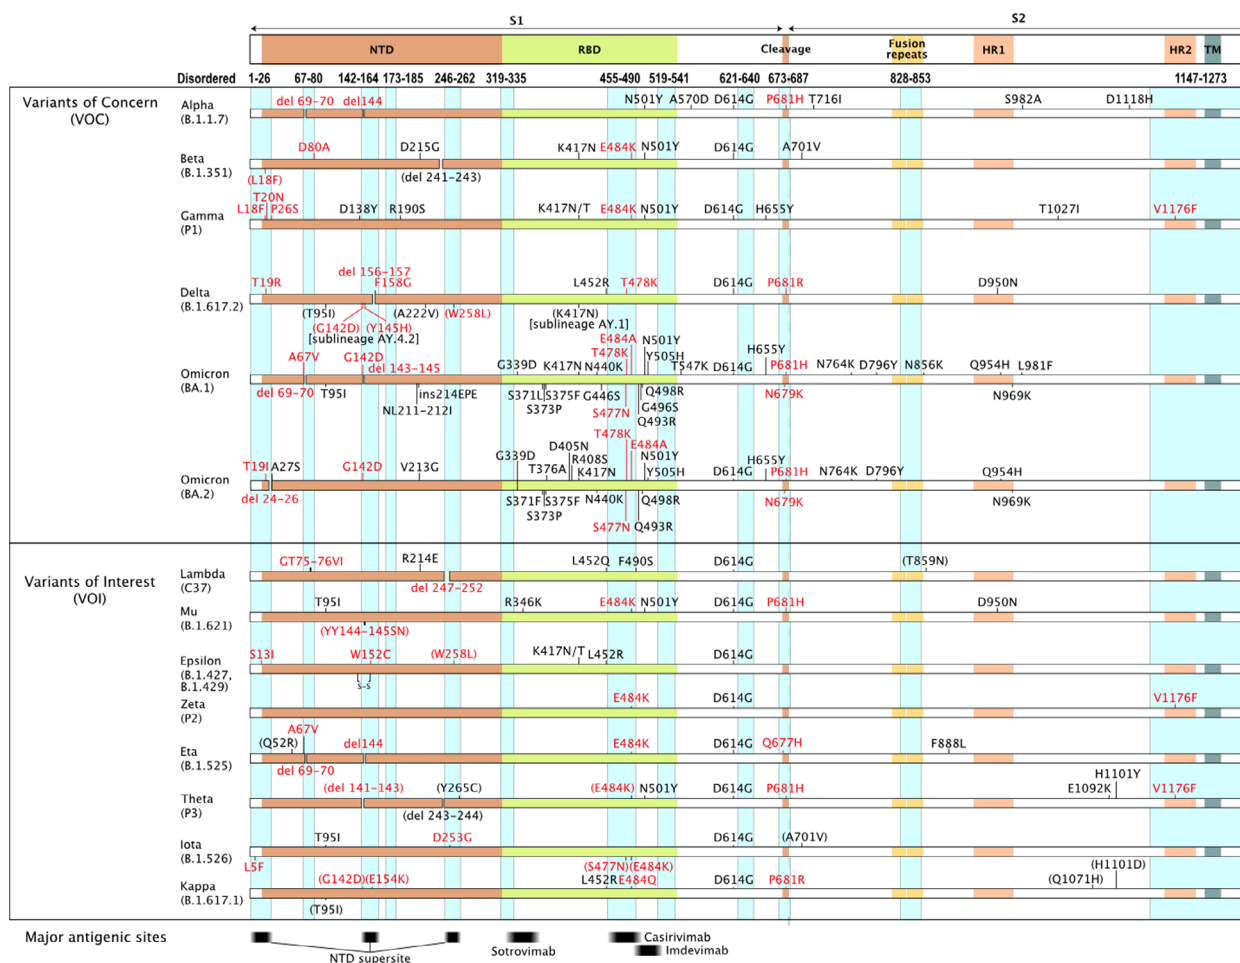 S1 S2
NTD RBD Cleavage Fusion repeats HR1 HR2 TM
Disordered 1-26 67-80 142-164 173-185 246-262 319-335 455-490 519-541 621-640 673-687 828-853 1147-1273
Variants of Concern
(VOC)
Alpha
(B.1.1.7)
del 69-70 del144 N501Y A570D D614G P681H T716I S982A D1118H
Beta
(B.1.351)
D80A D215G K417N E484K N501Y D614G A701V
(L18F) (del 241-243)
Gamma
(P1)
T20N
L18F P26S D138Y R190S K417N/T E484K N501Y D614G H655Y T1027I V1176F
Delta
(B.1.617.2)
del 156-157
T19R F158G L452R T478K D614G P681R D950N
(T95I) (A222V) (W258L) (K417N)
(G142D) (Y145H) [sublineage AY.1]
[sublineage AY.4.2]
Omicron
(BA.1)
E484A N501Y
A67V G142D T478K Y505H H655Y
del 143-145 G339D K417N N440K T547K D614G P681H N764K D796Y N856K Q954H L981F
del 69-70 T95I ins214EPE S371L S375F G446S Q498R N679K N969K
NL211-212I S373P S477N G496S
Q493R
Omicron
(BA.2)
T478K
D405N E484A
G339D R408S N501Y H655Y
T19I A27S G142D V213G T376A K417N Y505H D614G P681H N764K D796Y Q954H
del 24-26 S371F S375F N440K Q498R N679K N969K
S373P S477N Q493R
Variants of Interest
(VOI)
Lambda
(C37)
GT75-76VI R214E L452Q F490S D614G (T859N)
del 247-252
Mu
(B.1.621)
T95I R346K E484K N501Y D614G P681H D950N
(YY144-145SN)
Epsilon
(B.1.427,
B.1.429)
S13I W152C (W258L) K417N/T L452R D614G
S-S
Zeta
(P2)
E484K D614G V1176F
Eta
(B.1.525)
A67V
(Q52R) del144 E484K D614G Q677H F888L
del 69-70
Theta
(P3)
H1101Y
(del 141-143) (Y265C) (E484K) N501Y D614G P681H E1092K V1176F
(del 243-244)
Iota
(B.1.526)
T95I D253G D614G (A701V)
L5F (S477N)(E484K)
Kappa
(B.1.617.1)
(H1101D)
(G142D)(E154K) L452R E484Q D614G P681R (Q1071H)
(T95I)
Major antigenic sites
NTD supersite
Sotrovimab
Casirivimab
Imdevimab